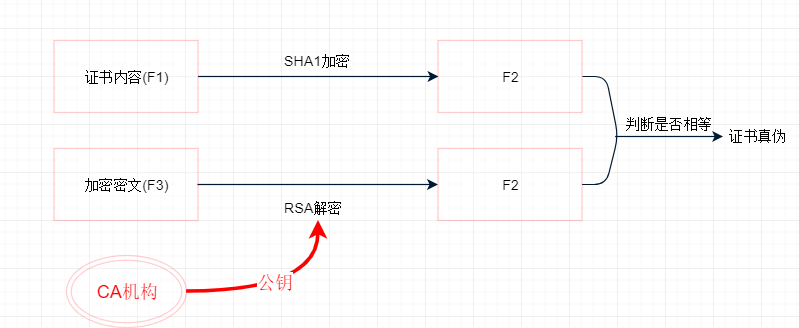 证书内容(F1)
SHA1加密
F2
判断是否相等
证书真伪
加密密文(F3)
RSA解密
F2
CA机构
公钥